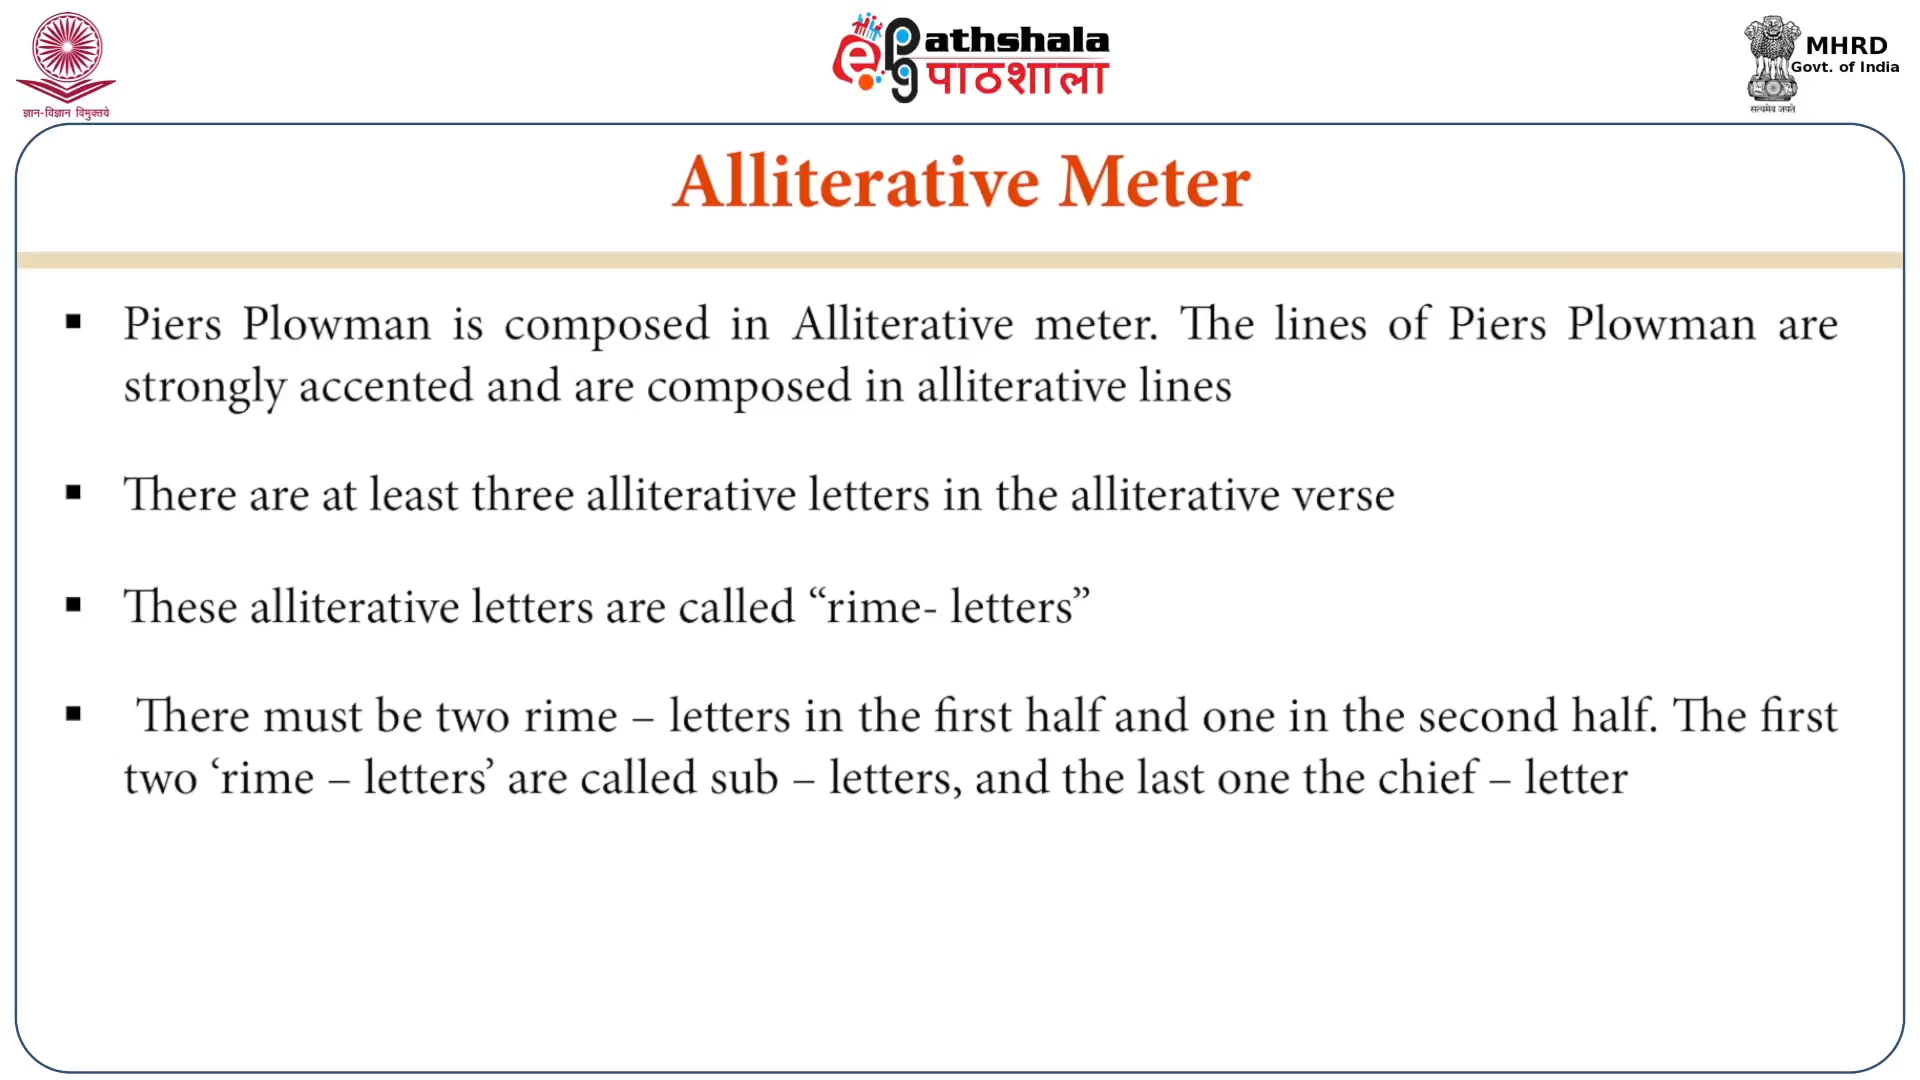 ज्ञान-विज्ञान विमुक्तये
ePathshala
पाठशाला
MHRD
Govt. of India
सत्यमेव जयते
Alliterative Meter
▪ Piers Plowman is composed in Alliterative meter. The lines of Piers Plowman are
strongly accented and are composed in alliterative lines
▪ There are at least three alliterative letters in the alliterative verse
▪ These alliterative letters are called “rime- letters”
▪ There must be two rime – letters in the first half and one in the second half. The first
two ‘rime – letters’ are called sub – letters, and the last one the chief – letter